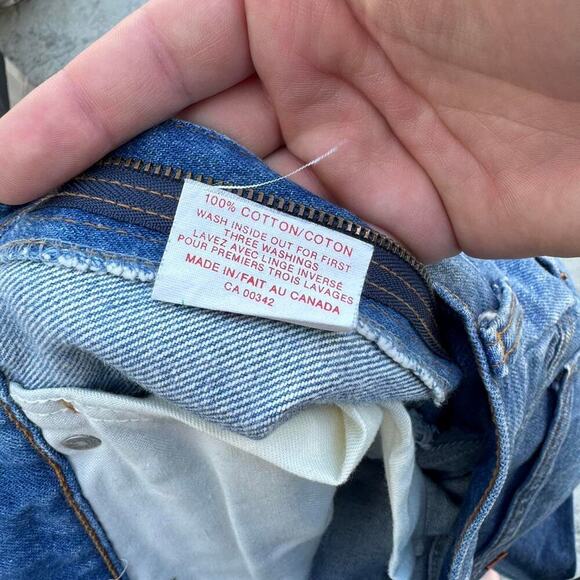 100% COTTON/COTON
WASH INSIDE OUT FOR FIRST
THREE WASHINGS
LAVEZ AVEC LINGE INVERSÉ
POUR PREMIERS TROIS LAVAGES
MADE IN/FAIT AU CANADA
CA 00342